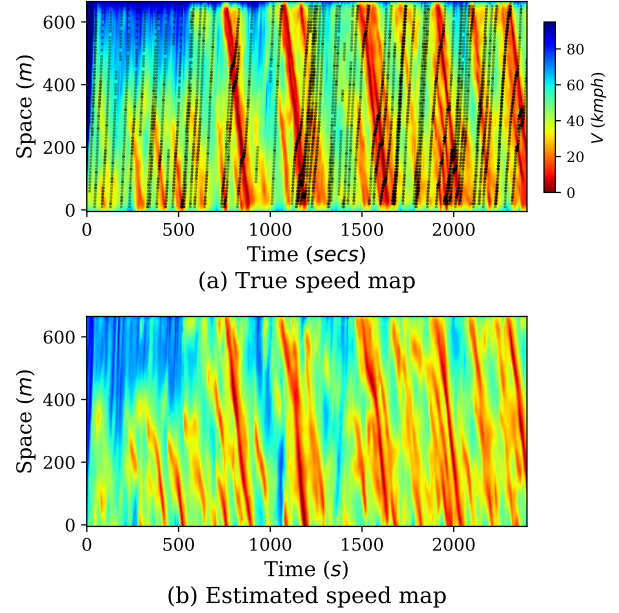 600
400
200
0
Space (m)
0 500 1000 1500 2000
Time (secs)
80
60
40
20
0
V (kmph)
(a) True speed map
600
400
200
0
Space (m)
0 500 1000 1500 2000
Time (s)
(b) Estimated speed map